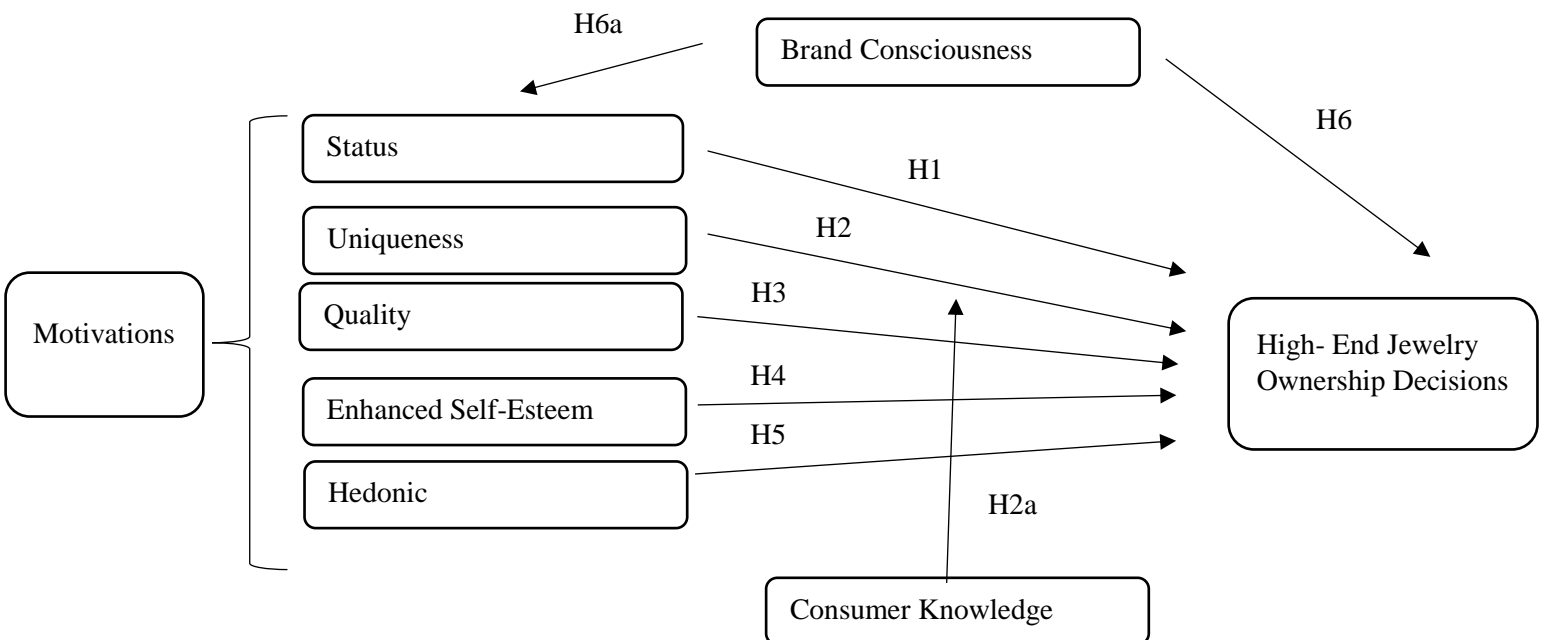 H6a
Brand Consciousness
H6
Status
H1
Uniqueness
H2
Quality
H3
Motivations
High- End Jewelry
Ownership Decisions
H4
Enhanced Self-Esteem
H5
Hedonic
H2a
Consumer Knowledge